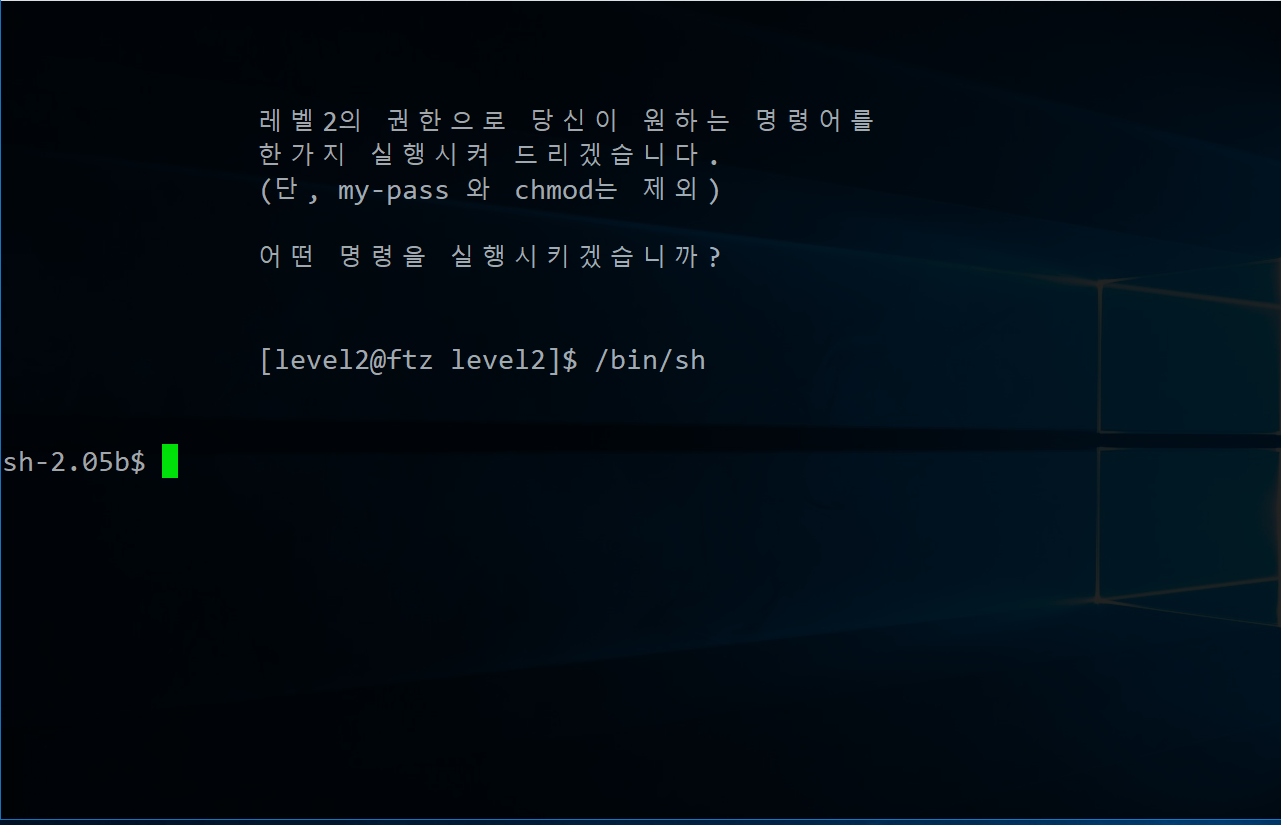 레벨2의 권한으로 당신이 원하는 명령어를
한가지 실행시켜 드리겠습니다.
(단, my-pass 와 chmod는 제외)
어떤 명령을 실행시키겠습니까?
[level2@ftz level2]$ /bin/sh
sh-2.05b$